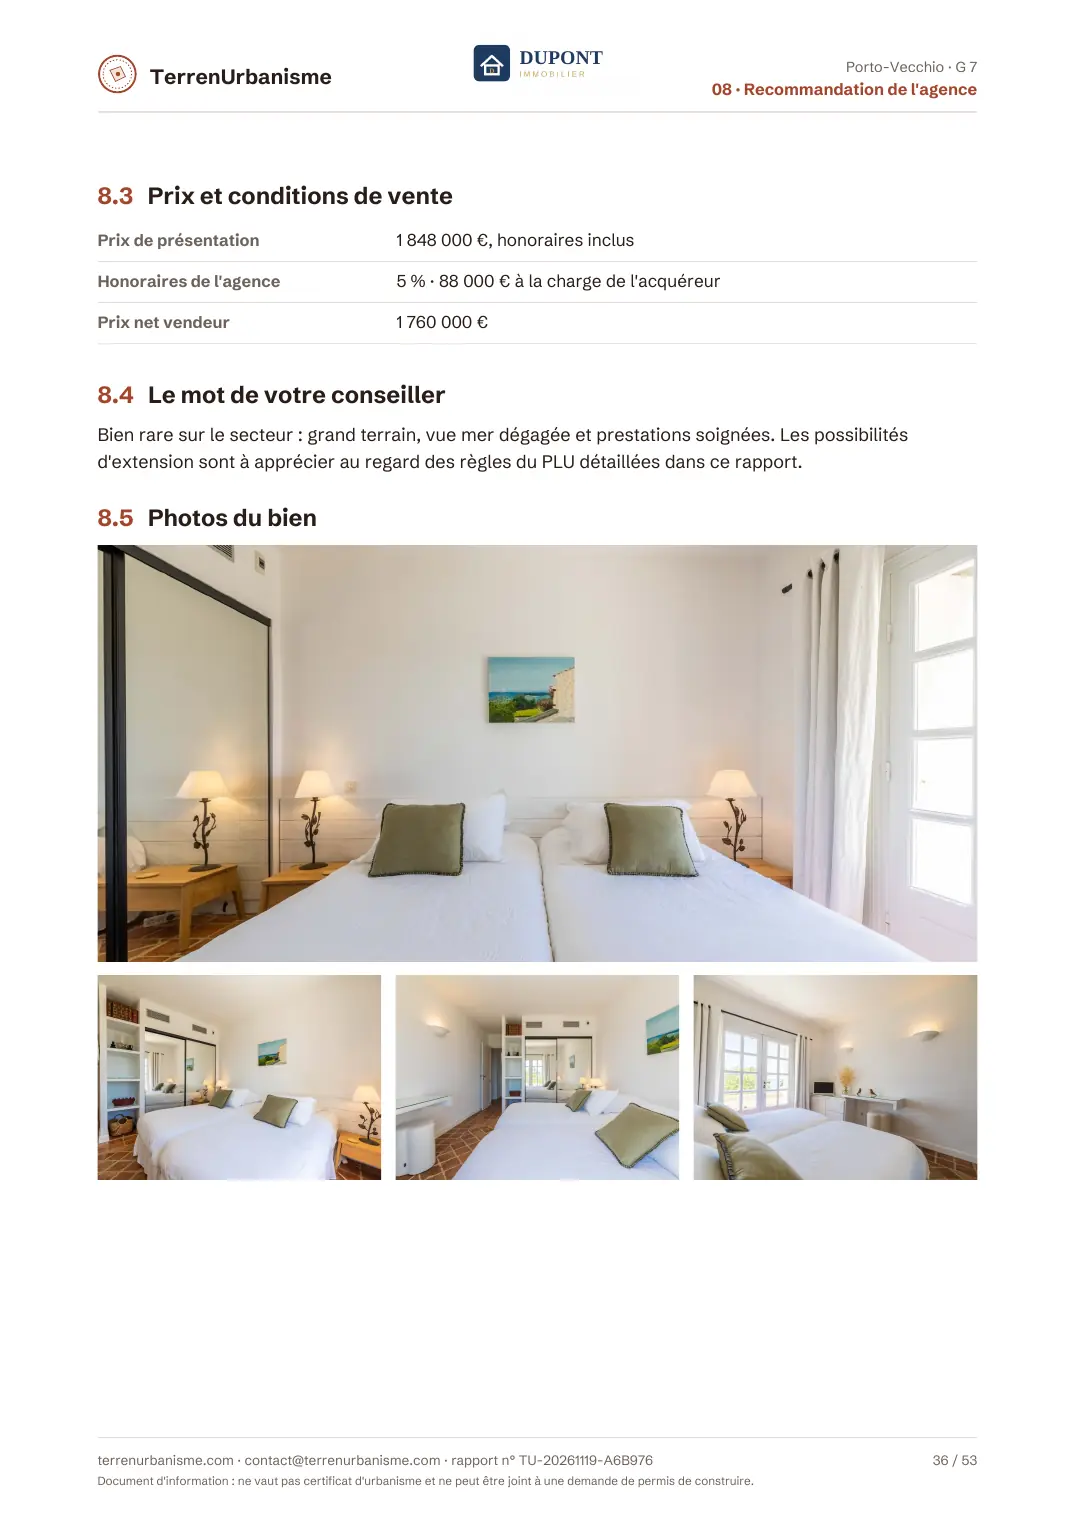 TerrenUrbanisme
DUPONT
IMMOBILIER
Porto-Vecchio · G 7
08 · Recommandation de l'agence
8.3 Prix et conditions de vente
Prix de présentation 1 848 000 €, honoraires inclus
Honoraires de l'agence 5 % · 88 000 € à la charge de l'acquéreur
Prix net vendeur 1 760 000 €
8.4 Le mot de votre conseiller
Bien rare sur le secteur : grand terrain, vue mer dégagée et prestations soignées. Les possibilités
d'extension sont à apprécier au regard des règles du PLU détaillées dans ce rapport.
8.5 Photos du bien
terrenurbanisme.com · contact@terrenurbanisme.com · rapport n° TU-20261119-A6B976
36 / 53
Document d'information : ne vaut pas certificat d'urbanisme et ne peut être joint à une demande de permis de construire.